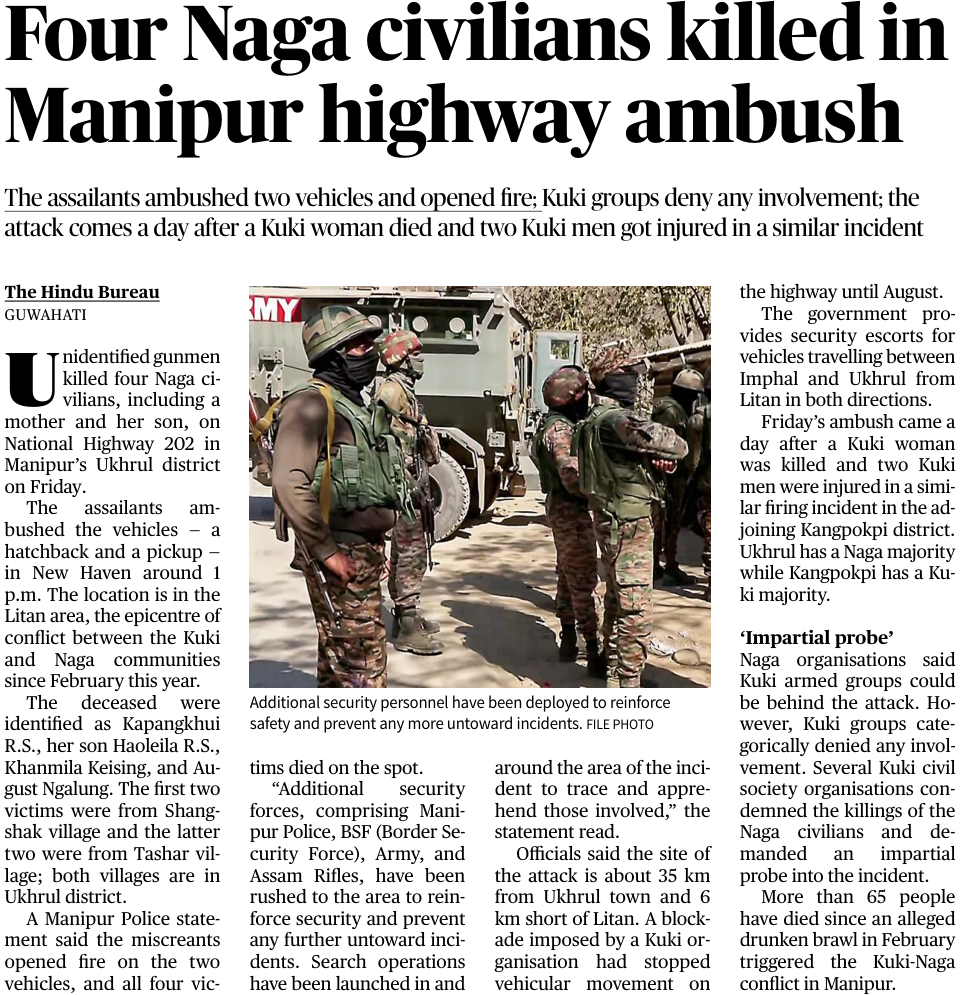 Four Naga civilians killed in
Manipur highway ambush
The assailants ambushed two vehicles and opened fire; Kuki groups deny any involvement; the
attack comes a day after a Kuki woman died and two Kuki men got injured in a similar incident
The Hindu Bureau
GUWAHATI
Unidentified gunmen
killed four Naga ci-
vilians, including a
mother and her son, on
National Highway 202 in
Manipur’s Ukhrul district
on Friday.
The assailants am-
bushed the vehicles – a
hatchback and a pickup –
in New Haven around 1
p.m. The location is in the
Litan area, the epicentre of
conflict between the Kuki
and Naga communities
since February this year.
The deceased were
identified as Kapangkhui
R.S., her son Haoleila R.S.,
Khanmila Keising, and Au-
gust Ngalung. The first two
victims were from Shang-
shak village and the latter
two were from Tashar vil-
lage; both villages are in
Ukhrul district.
A Manipur Police state-
ment said the miscreants
opened fire on the two
vehicles, and all four vic-
RMY
Additional security personnel have been deployed to reinforce
safety and prevent any more untoward incidents. FILE PHOTO
tims died on the spot.
“Additional security
forces, comprising Mani-
pur Police, BSF (Border Se-
curity Force), Army, and
Assam Rifles, have been
rushed to the area to rein-
force security and prevent
any further untoward inci-
dents. Search operations
have been launched in and
around the area of the inci-
dent to trace and appre-
hend those involved,” the
statement read.
Officials said the site of
the attack is about 35 km
from Ukhrul town and 6
km short of Litan. A block-
ade imposed by a Kuki or-
ganisation had stopped
vehicular movement on
the highway until August.
The government pro-
vides security escorts for
vehicles travelling between
Imphal and Ukhrul from
Litan in both directions.
Friday’s ambush came a
day after a Kuki woman
was killed and two Kuki
men were injured in a simi-
lar firing incident in the ad-
joining Kangpokpi district.
Ukhrul has a Naga majority
while Kangpokpi has a Ku-
ki majority.
‘Impartial probe’
Naga organisations said
Kuki armed groups could
be behind the attack. Ho-
wever, Kuki groups cate-
gorically denied any invol-
vement. Several Kuki civil
society organisations con-
demned the killings of the
Naga civilians and de-
manded an impartial
probe into the incident.
More than 65 people
have died since an alleged
drunken brawl in February
triggered the Kuki-Naga
conflict in Manipur.